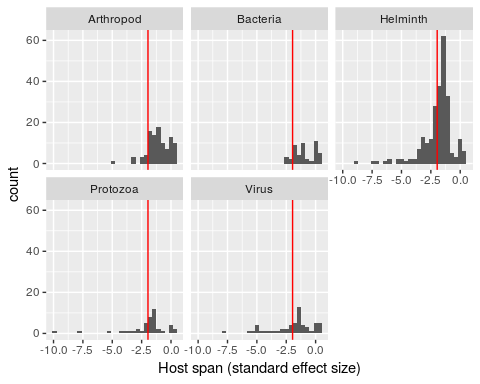 Arthropod
Bacteria
Helminth
60
40
20
0
-10.0 -7.5 -5.0 -2.5 0.0
Protozoa
Virus
60
40
20
0
-10.0 -7.5 -5.0 -2.5 0.0
-10.0 -7.5 -5.0 -2.5 0.0
count
Host span (standard effect size)